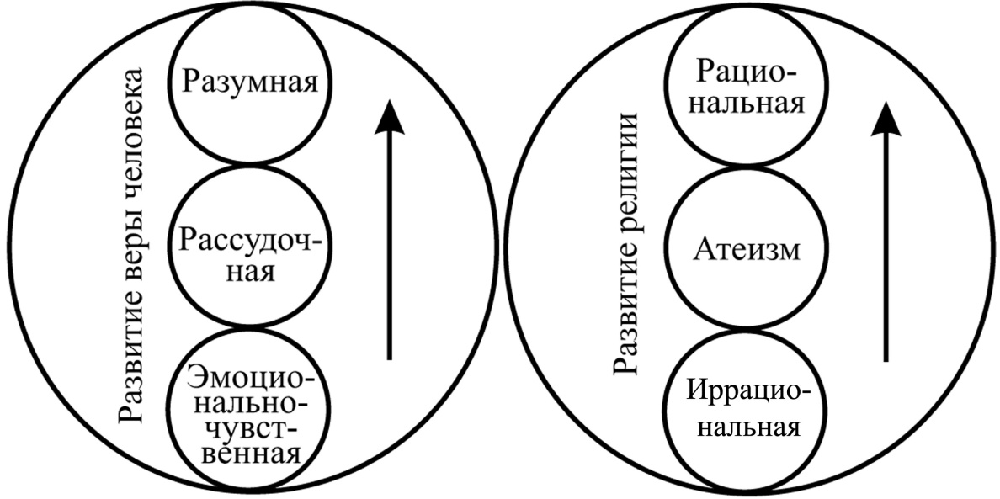 Развитие веры человека
Разумная
Рассудоч-
ная
Эмоцио-
нально-
чувст-
венная
Развитие религии
Рацио-
нальная
Атеизм
Иррацио-
нальная